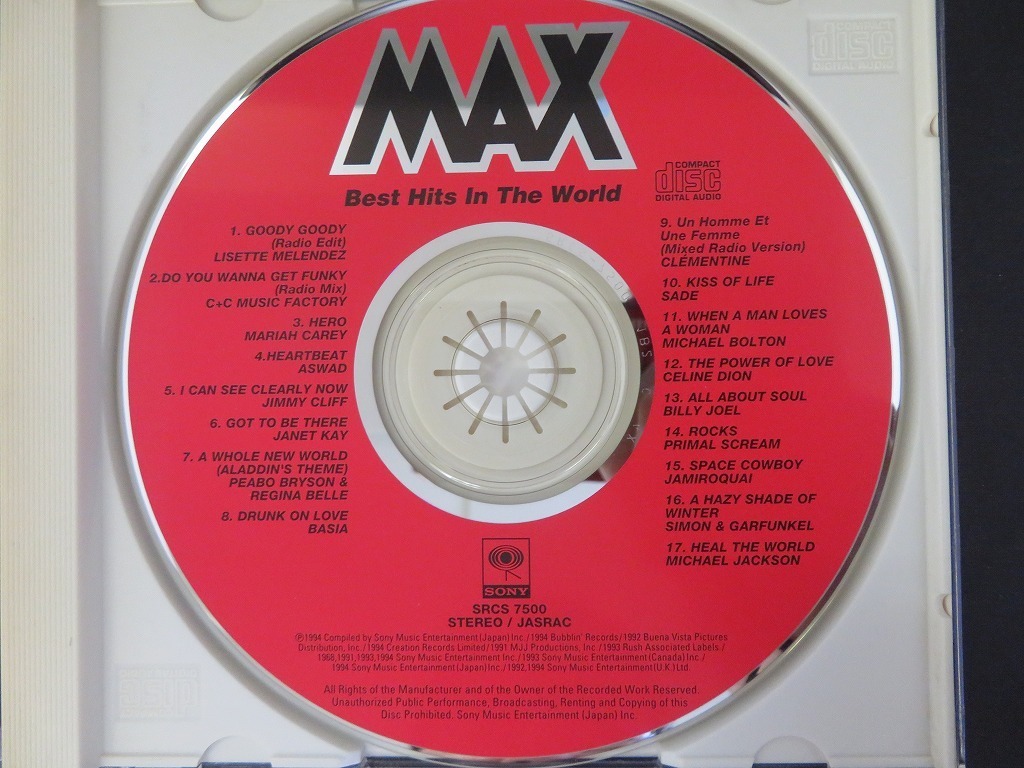 MAX
Best Hits In The World
COMPACT
disc
DIGITAL AUDIO
1. GOODY GOODY
(Radio Edit)
LISETTE MELENDEZ
2.DO YOU WANNA GET FUNKY
(Radio Mix)
C+C MUSIC FACTORY
3. HERO
MARIAH CAREY
4.HEARTBEAT
ASWAD
5. I CAN SEE CLEARLY NOW
JIMMY CLIFF
6. GOT TO BE THERE
JANET KAY
7. A WHOLE NEW WORLD
(ALADDIN'S THEME)
PEABO BRYSON &
REGINA BELLE
8. DRUNK ON LOVE
BASIA
9. Un Homme Et
Une Femme
(Mixed Radio Version)
CLÉMENTINE
10. KISS OF LIFE
SADE
11. WHEN A MAN LOVES
A WOMAN
MICHAEL BOLTON
12. THE POWER OF LOVE
CELINE DION
13. ALL ABOUT SOUL
BILLY JOEL
14. ROCKS
PRIMAL SCREAM
15. SPACE COWBOY
JAMIROQUAI
16. A HAZY SHADE OF
WINTER
SIMON & GARFUNKEL
17. HEAL THE WORLD
MICHAEL JACKSON
SONY
SRCS 7500
STEREO / JASRAC
℗1994 Compiled by Sony Music Entertainment (Japan) Inc. / 1994 Bubblin' Records / 1992 Buena Vista Pictures
Distribution, Inc. / 1994 Creation Records Limited / 1991 MJJ Productions, Inc. / 1993 Rush Associated Labels /
1968,1991,1993,1994 Sony Music Entertainment Inc. / 1993 Sony Music Entertainment (Canada) Inc. /
1994 Sony Music Entertainment (Japan) Inc. / 1992,1994 Sony Music Entertainment (U.K.) Ltd.
All Rights of the Manufacturer and of the Owner of the Recorded Work Reserved.
Unauthorized Public Performance, Broadcasting, Renting and Copying of this
Disc Prohibited. Sony Music Entertainment (Japan) Inc.
COMPACT
disc
DIGITAL AUDIO